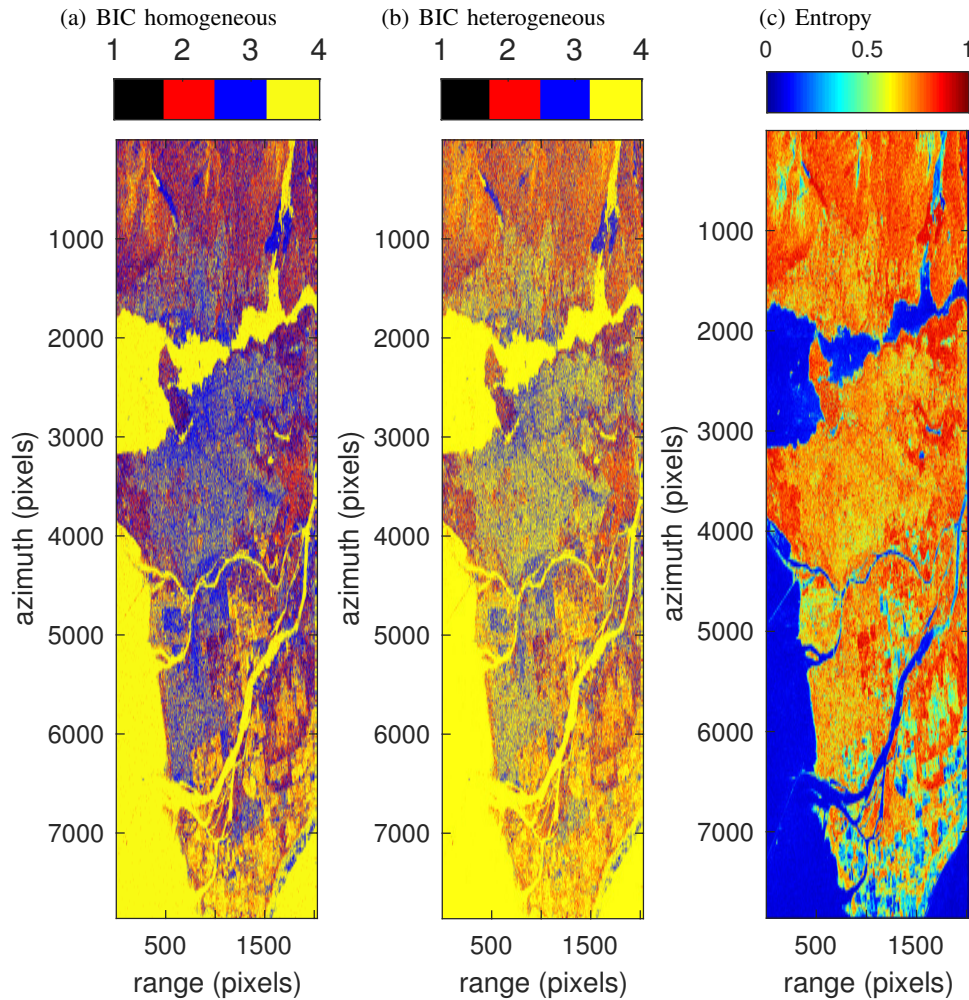 (a) BIC homogeneous
1 2 3 4
1000
2000
3000
4000
5000
6000
7000
azimuth (pixels)
500 1500
range (pixels)
(b) BIC heterogeneous
1 2 3 4
1000
2000
3000
4000
5000
6000
7000
azimuth (pixels)
500 1500
range (pixels)
(c) Entropy
0 0.5 1
1000
2000
3000
4000
5000
6000
7000
azimuth (pixels)
500 1500
range (pixels)